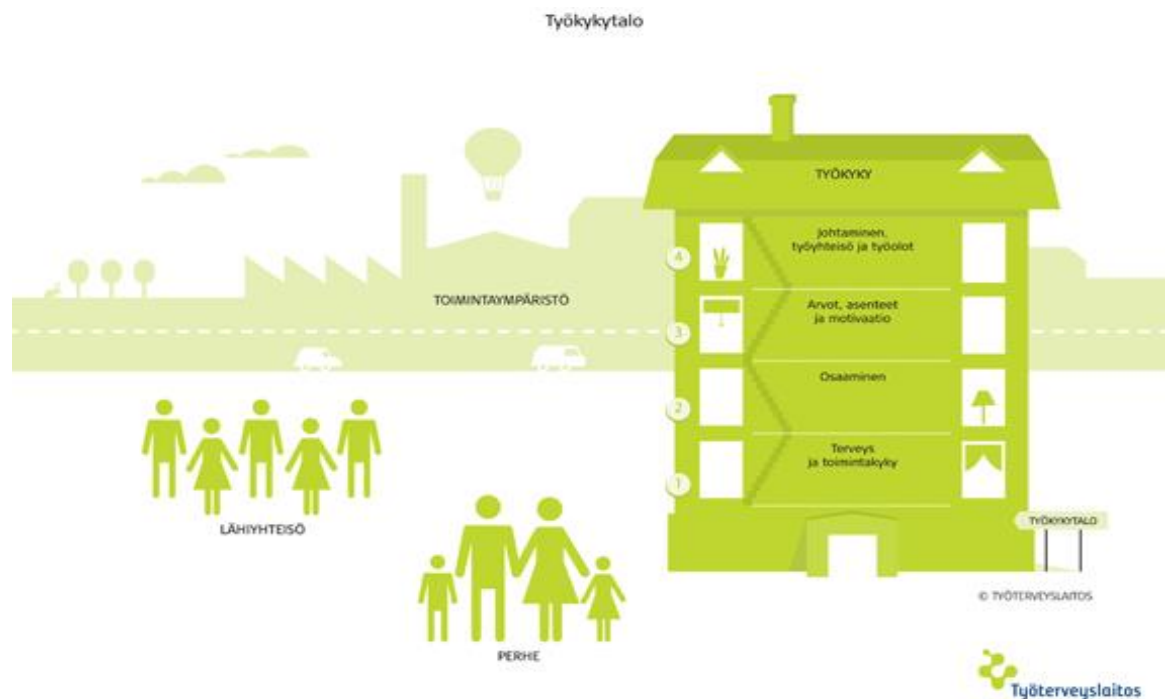 Työkykytalo
TYÖKYKY
Johtaminen,
työyhteisö ja työolot
4
TOIMINTAYMPÄRISTÖ
Arvot, asenteet
ja motivaatio
3
Osaaminen
2
Terveys
ja toimintakyky
1
LÄHIYHTEISÖ
TYÖKYKYTALO
© TYÖTERVEYSLAITOS
PERHE
Työterveyslaitos